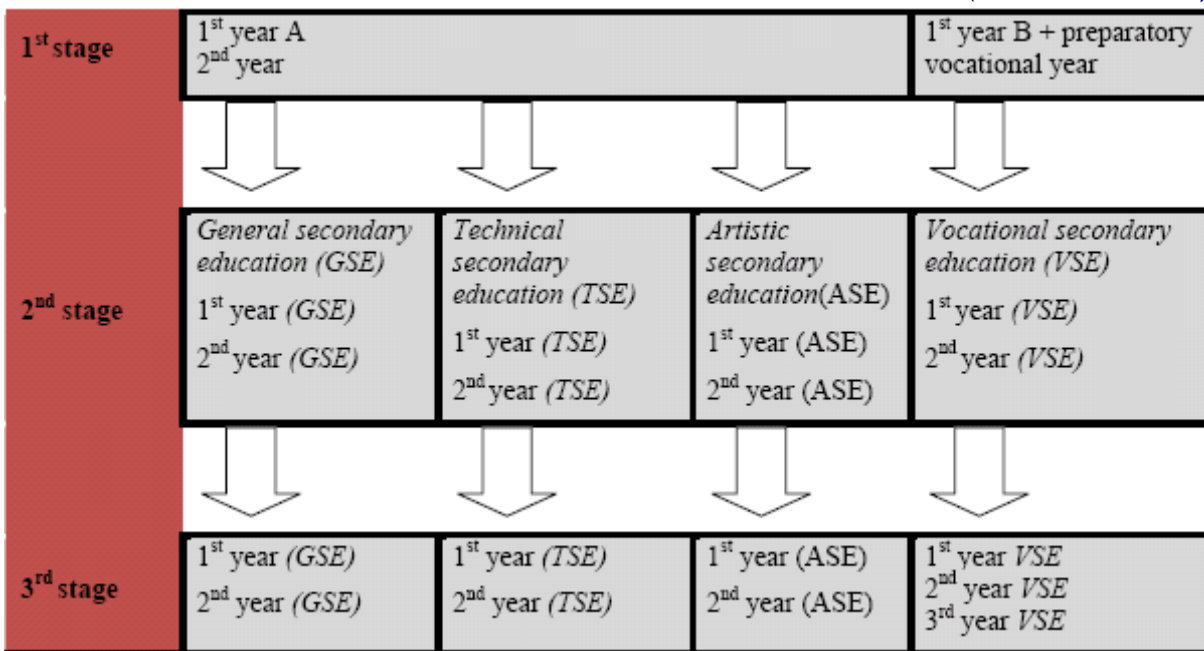 1st stage
1st year A
2nd year
1st year B + preparatory
vocational year
2nd stage
General secondary
education (GSE)
1st year (GSE)
2nd year (GSE)
Technical
secondary
education (TSE)
1st year (TSE)
2nd year (TSE)
Artistic
secondary
education(ASE)
1st year (ASE)
2nd year (ASE)
Vocational secondary
education (VSE)
1st year (VSE)
2nd year (VSE)
3rd stage
1st year (GSE)
2nd year (GSE)
1st year (TSE)
2nd year (TSE)
1st year (ASE)
2nd year (ASE)
1st year VSE
2nd year VSE
3rd year VSE